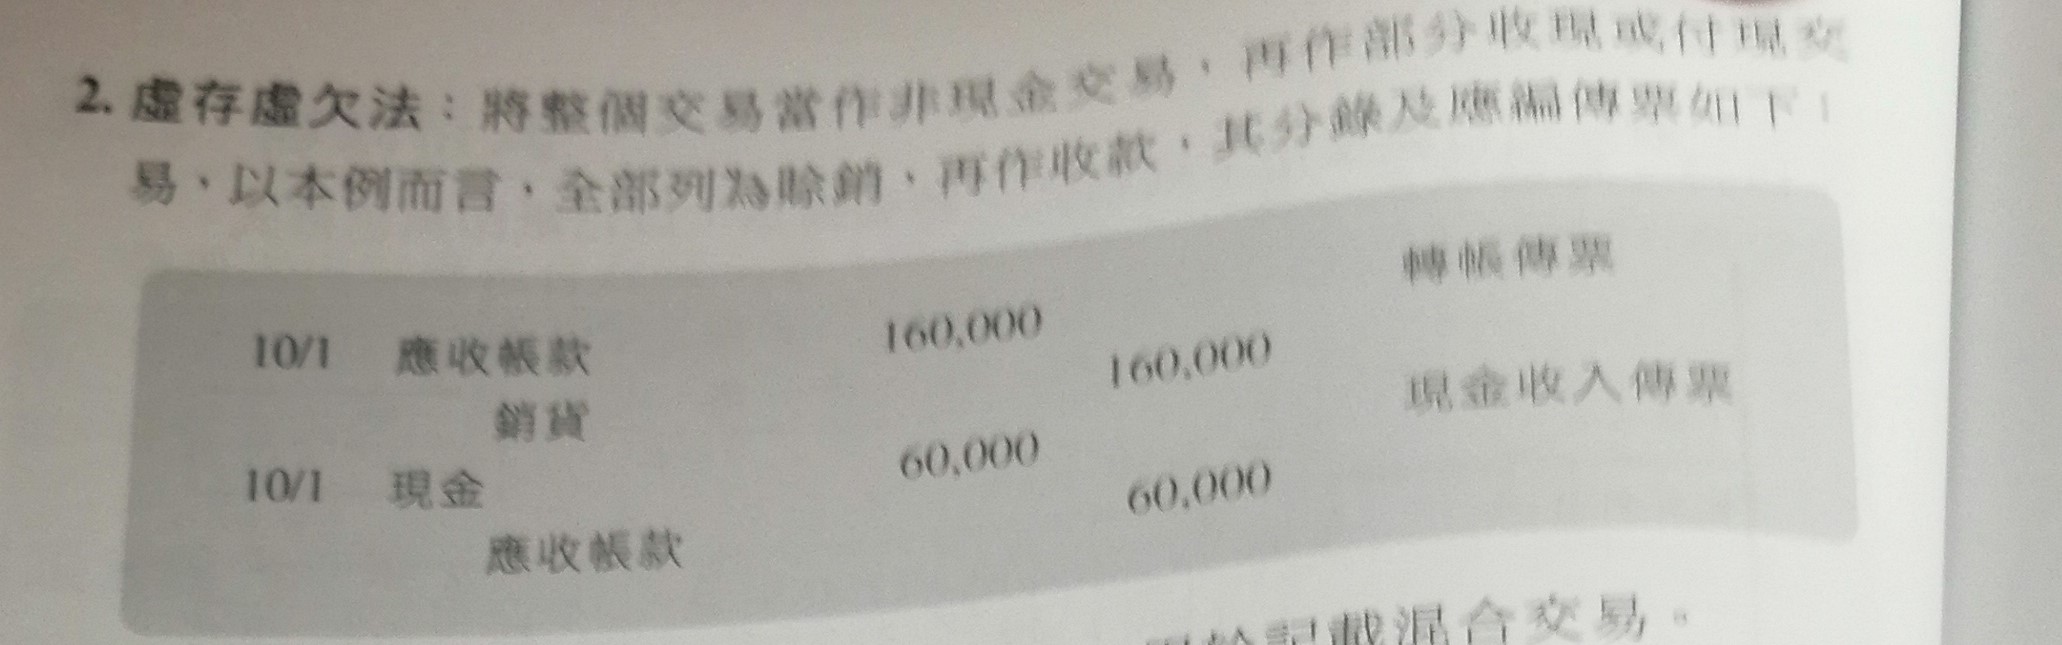 2. 虛存虛欠法：將整個交易當作非現金交易，再作部分收現或付現交
易，以本例而言，全部列為賒銷，再作收款，其分錄及應編傳票如下：
10/1 應收帳款 160,000 轉帳傳票
銷貨 160,000
10/1 現金 60,000 現金收入傳票
應收帳款 60,000
記載混合交易。